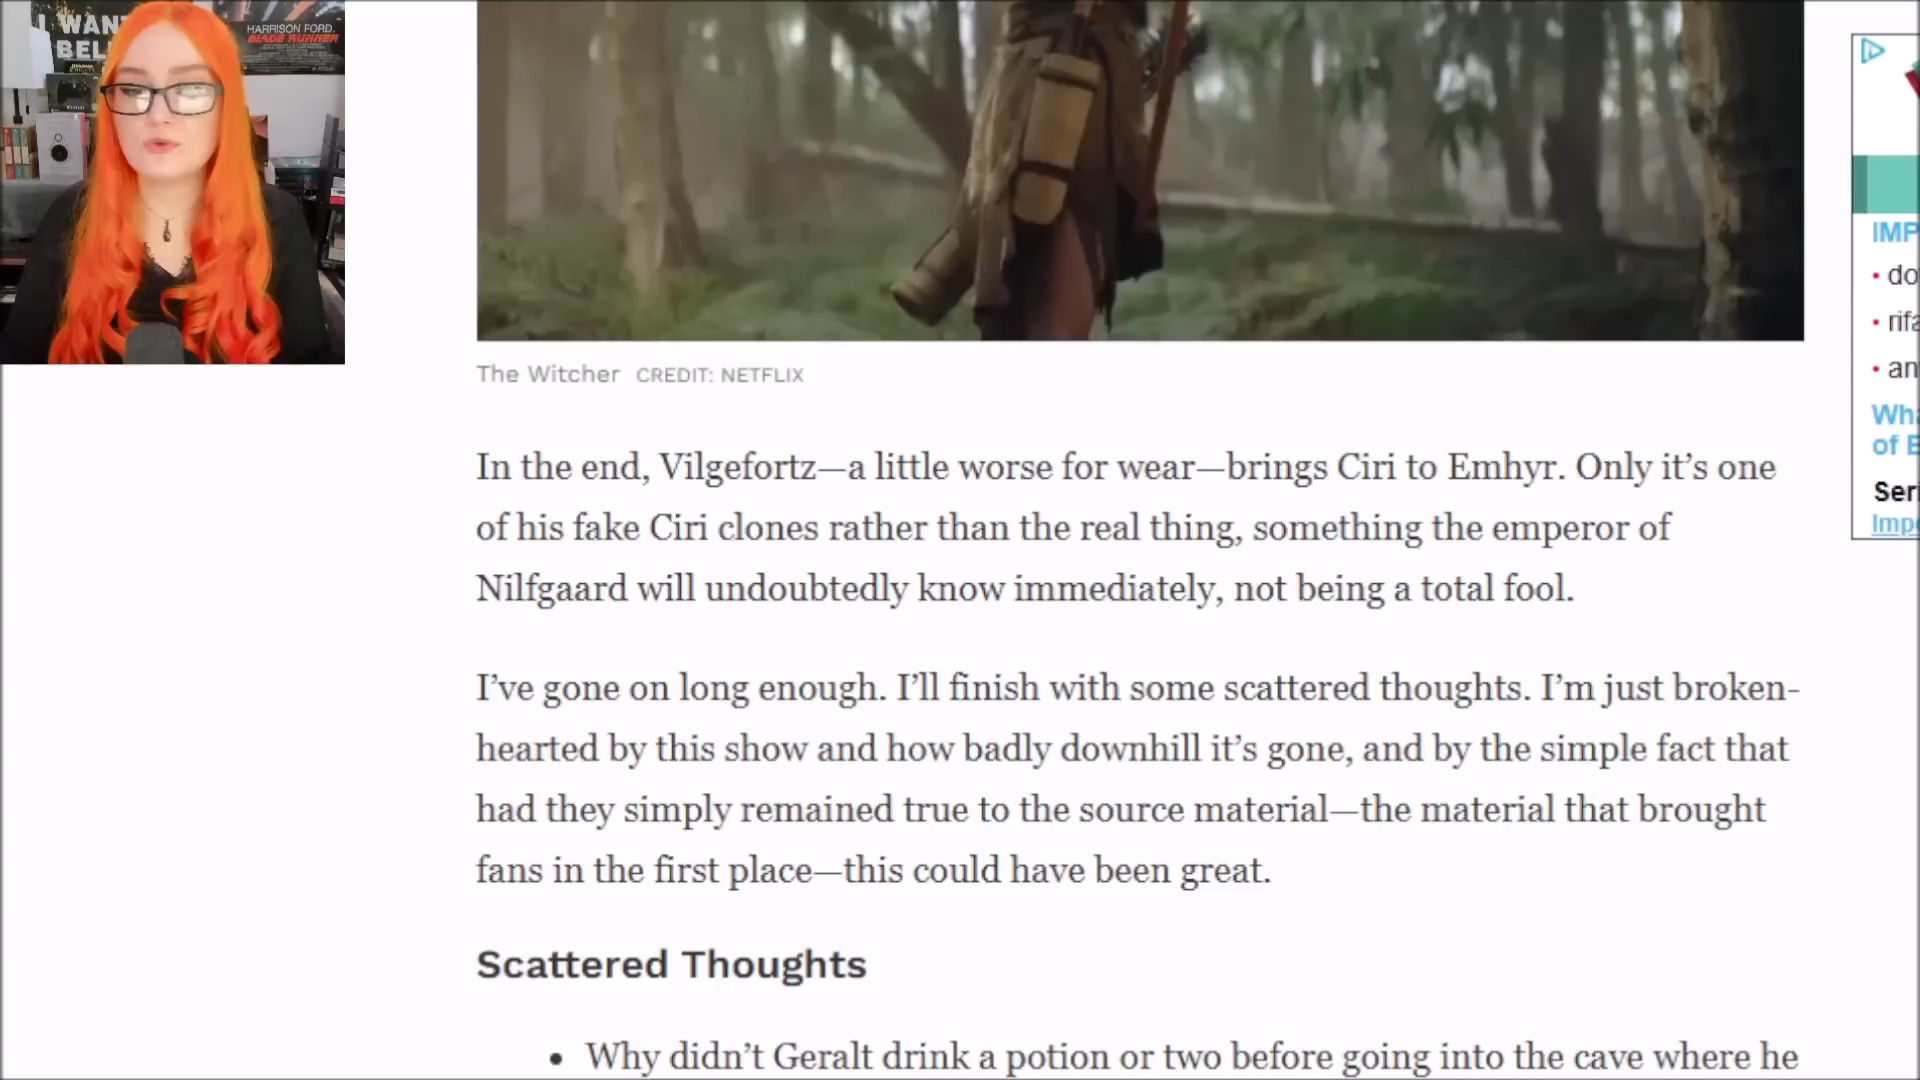 I WANT
BEL
HARRISON FORD.
BLADE RUNNER
The Witcher CREDIT: NETFLIX
In the end, Vilgefortz—a little worse for wear—brings Ciri to Emhyr. Only it’s one
of his fake Ciri clones rather than the real thing, something the emperor of
Nilfgaard will undoubtedly know immediately, not being a total fool.
I’ve gone on long enough. I’ll finish with some scattered thoughts. I’m just broken-
hearted by this show and how badly downhill it’s gone, and by the simple fact that
had they simply remained true to the source material—the material that brought
fans in the first place—this could have been great.
Scattered Thoughts
• Why didn’t Geralt drink a potion or two before going into the cave where he
IMP
• do
• rifa
• an
Wha
of E
Seri
Impo